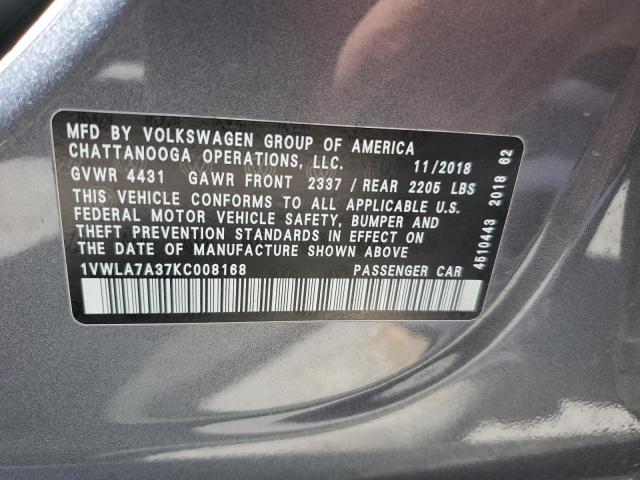 MFD BY VOLKSWAGEN GROUP OF AMERICA
CHATTANOOGA OPERATIONS, LLC. 11/2018
GVWR 4431 GAWR FRONT 2337 / REAR 2205 LBS
THIS VEHICLE CONFORMS TO ALL APPLICABLE U.S.
FEDERAL MOTOR VEHICLE SAFETY, BUMPER AND
THEFT PREVENTION STANDARDS IN EFFECT ON
THE DATE OF MANUFACTURE SHOWN ABOVE
1VWLA7A37KC008168 PASSENGER CAR
4510443 2018 62